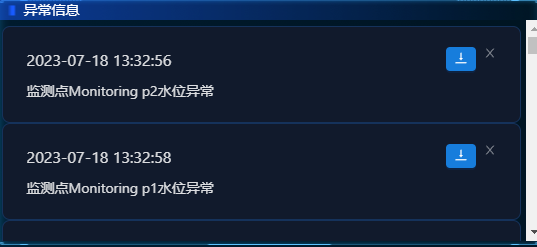 异常信息
2023-07-18 13:32:56
监测点Monitoring p2水位异常
2023-07-18 13:32:58
监测点Monitoring p1水位异常